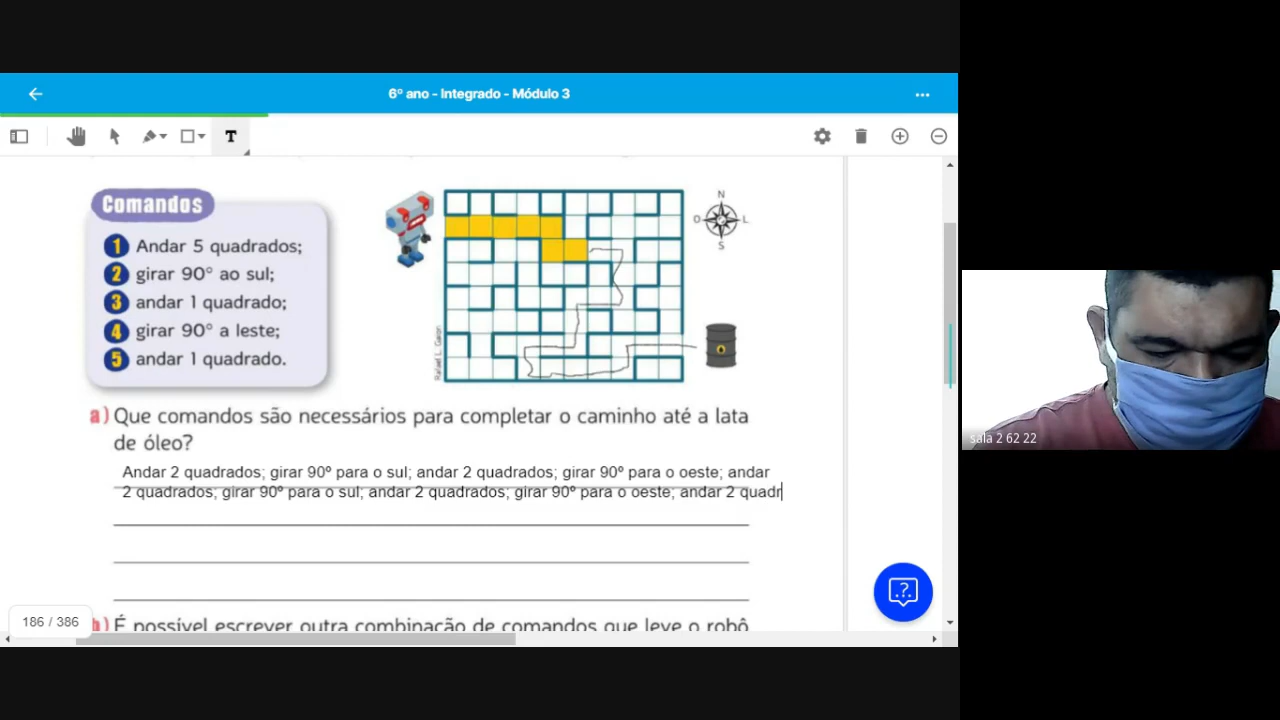 6º ano - Integrado - Módulo 3
T
Comandos
1 Andar 5 quadrados;
2 girar 90° ao sul;
3 andar 1 quadrado;
4 girar 90° a leste;
5 andar 1 quadrado.
N
O L
S
Rafael L. Gaion
a) Que comandos são necessários para completar o caminho até a lata
de óleo?
Andar 2 quadrados; girar 90º para o sul; andar 2 quadrados; girar 90º para o oeste; andar
2 quadrados; girar 90º para o sul; andar 2 quadrados; girar 90º para o oeste; andar 2 quadr
186 / 386
b) É possível escrever outra combinação de comandos que leve o robô
sala 2 62 22